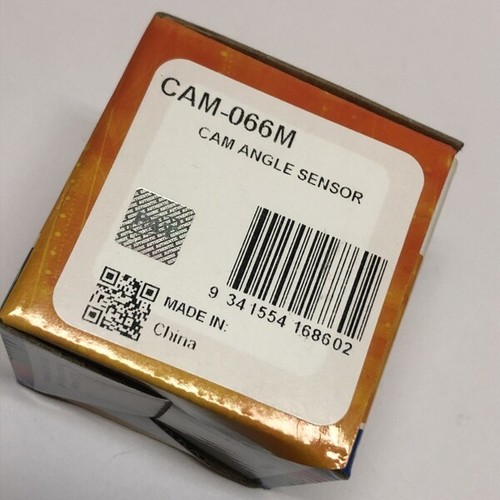 CAM-066M
CAM ANGLE SENSOR
9 341554 168602
MADE IN:
China